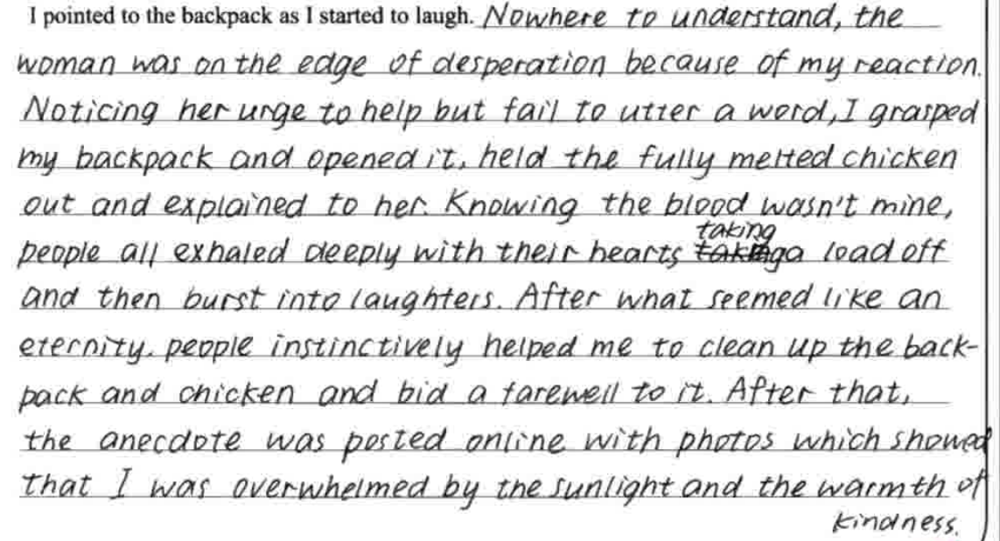 I pointed to the backpack as I started to laugh. Nowhere to understand, the
woman was on the edge of desperation because of my reaction.
Noticing her urge to help but fail to utter a word, I grasped
my backpack and opened it, held the fully melted chicken
out and explained to her. Knowing the blood wasn't mine,
taking
people all exhaled deeply with their hearts a load off
and then burst into laughters. After what seemed like an
eternity, people instinctively helped me to clean up the back-
pack and chicken and bid a farewell to it. After that,
the anecdote was posted online with photos which showed
that I was overwhelmed by the sunlight and the warmth of
kindness.